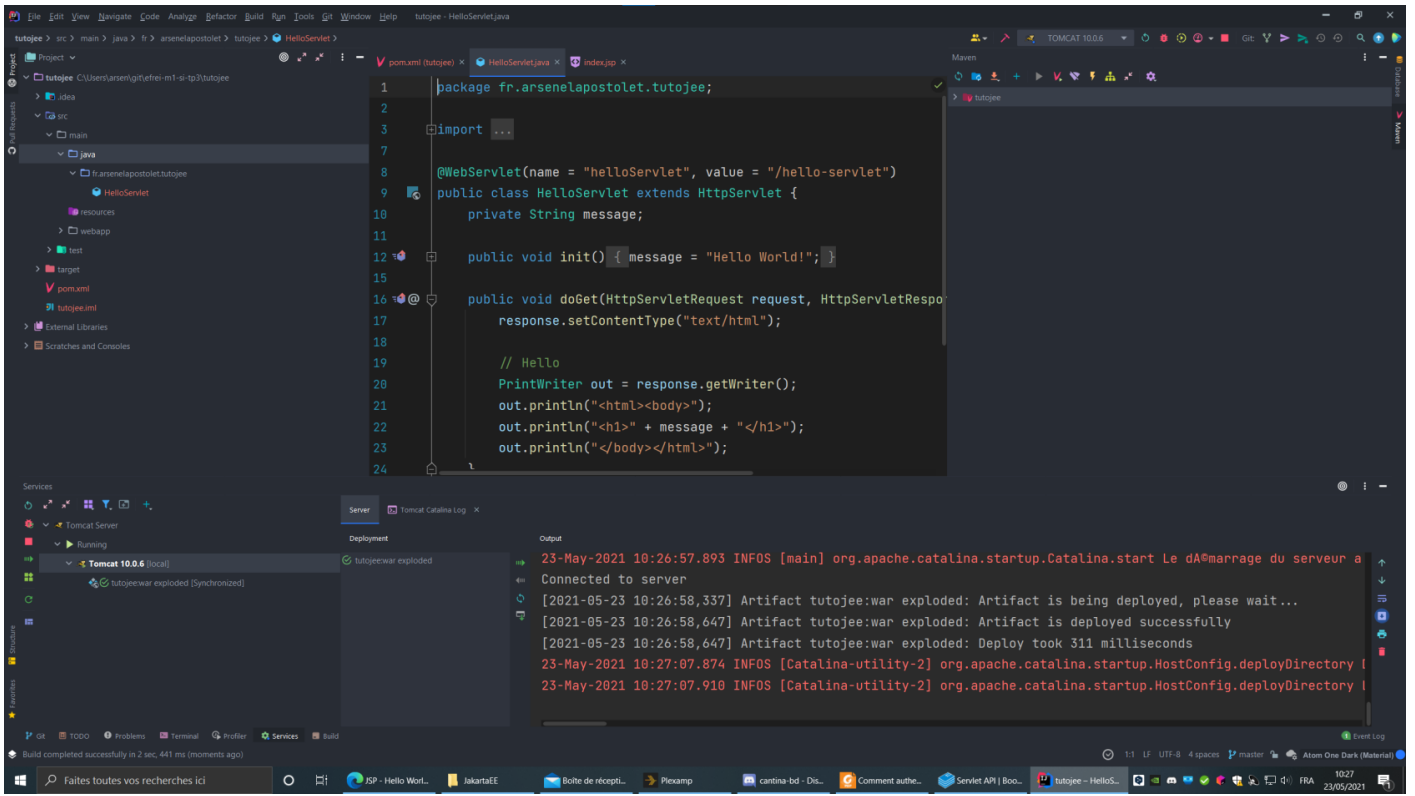 File Edit View Navigate Code Analyze Refactor Build Run Tools Git Window Help tutojee - HelloServlet.java
tutojee > src > main > java > fr > arsenelapostolet > tutojee > HelloServlet >
TOMCAT 10.0.6
Git:
Project
pom.xml (tutojee) ×
HelloServlet.java ×
index.jsp ×
Maven
tutojee C:\Users\arsen\git\efrei-m1-si-tp3\tutojee
.idea
src
main
java
fr.arsenelapostolet.tutojee
HelloServlet
resources
webapp
test
target
pom.xml
tutojee.iml
External Libraries
Scratches and Consoles
1 package fr.arsenelapostolet.tutojee;
2
3 import ...
7
8 @WebServlet(name = "helloServlet", value = "/hello-servlet")
9 public class HelloServlet extends HttpServlet {
10 private String message;
11
12 public void init() { message = "Hello World!"; }
15
16 @ public void doGet(HttpServletRequest request, HttpServletRespo
17 response.setContentType("text/html");
18
19 // Hello
20 PrintWriter out = response.getWriter();
21 out.println("<html><body>");
22 out.println("<h1>" + message + "</h1>");
23 out.println("</body></html>");
24 }
tutojee
Project
Pull Requests
Structure
Favorites
Database
Maven
Services
Tomcat Server
Running
Tomcat 10.0.6 [local]
tutojee:war exploded [Synchronized]
Server
Tomcat Catalina Log ×
Deployment
tutojee:war exploded
Output
23-May-2021 10:26:57.893 INFOS [main] org.apache.catalina.startup.Catalina.start Le dÃ©marrage du serveur a
Connected to server
[2021-05-23 10:26:58,337] Artifact tutojee:war exploded: Artifact is being deployed, please wait...
[2021-05-23 10:26:58,647] Artifact tutojee:war exploded: Artifact is deployed successfully
[2021-05-23 10:26:58,647] Artifact tutojee:war exploded: Deploy took 311 milliseconds
23-May-2021 10:27:07.874 INFOS [Catalina-utility-2] org.apache.catalina.startup.HostConfig.deployDirectory
23-May-2021 10:27:07.910 INFOS [Catalina-utility-2] org.apache.catalina.startup.HostConfig.deployDirectory
Git TODO Problems Terminal Profiler Services Build
1 Event Log
Build completed successfully in 2 sec, 441 ms (moments ago)
1:1 LF UTF-8 4 spaces master Atom One Dark (Material)
Faites toutes vos recherches ici
JSP - Hello Worl...
JakartaEE
Boîte de récepti...
Plexamp
cantina-bd - Dis...
Comment authe...
Servlet API | Boo...
tutojee – HelloS...
FRA
10:27
23/05/2021